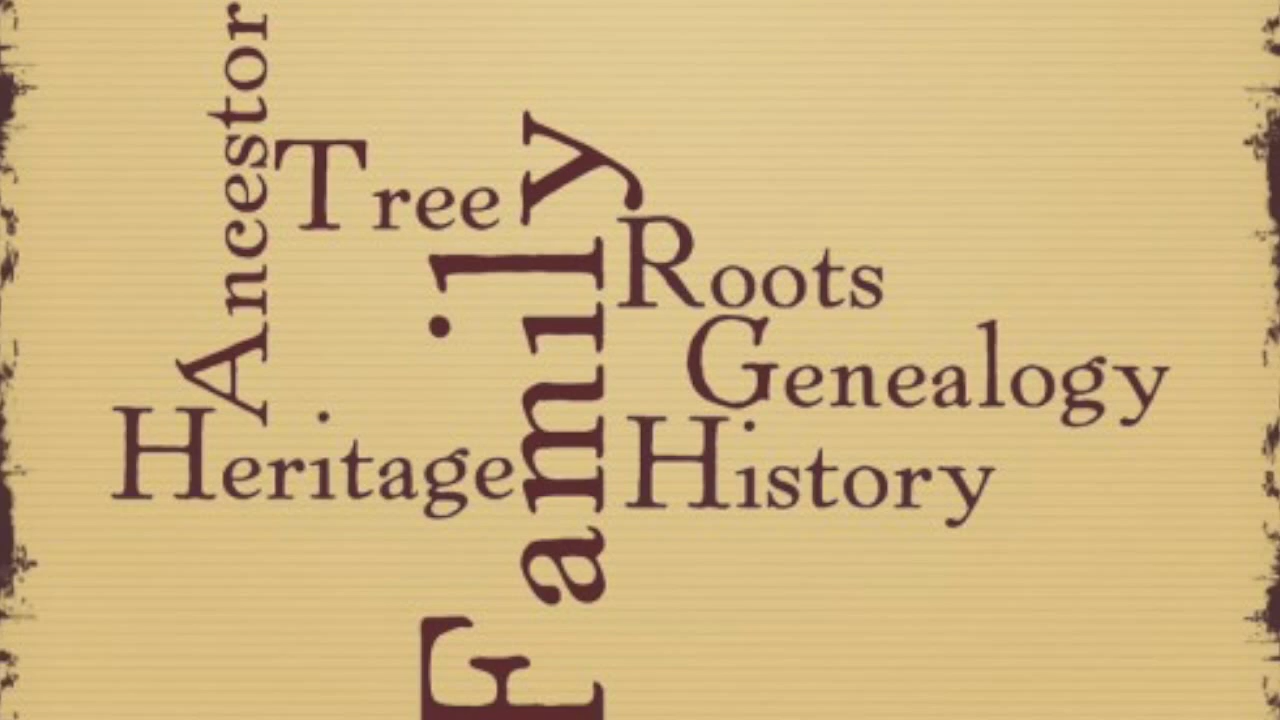 Ancestor
Tree
Family
Roots
Genealogy
Heritage
History